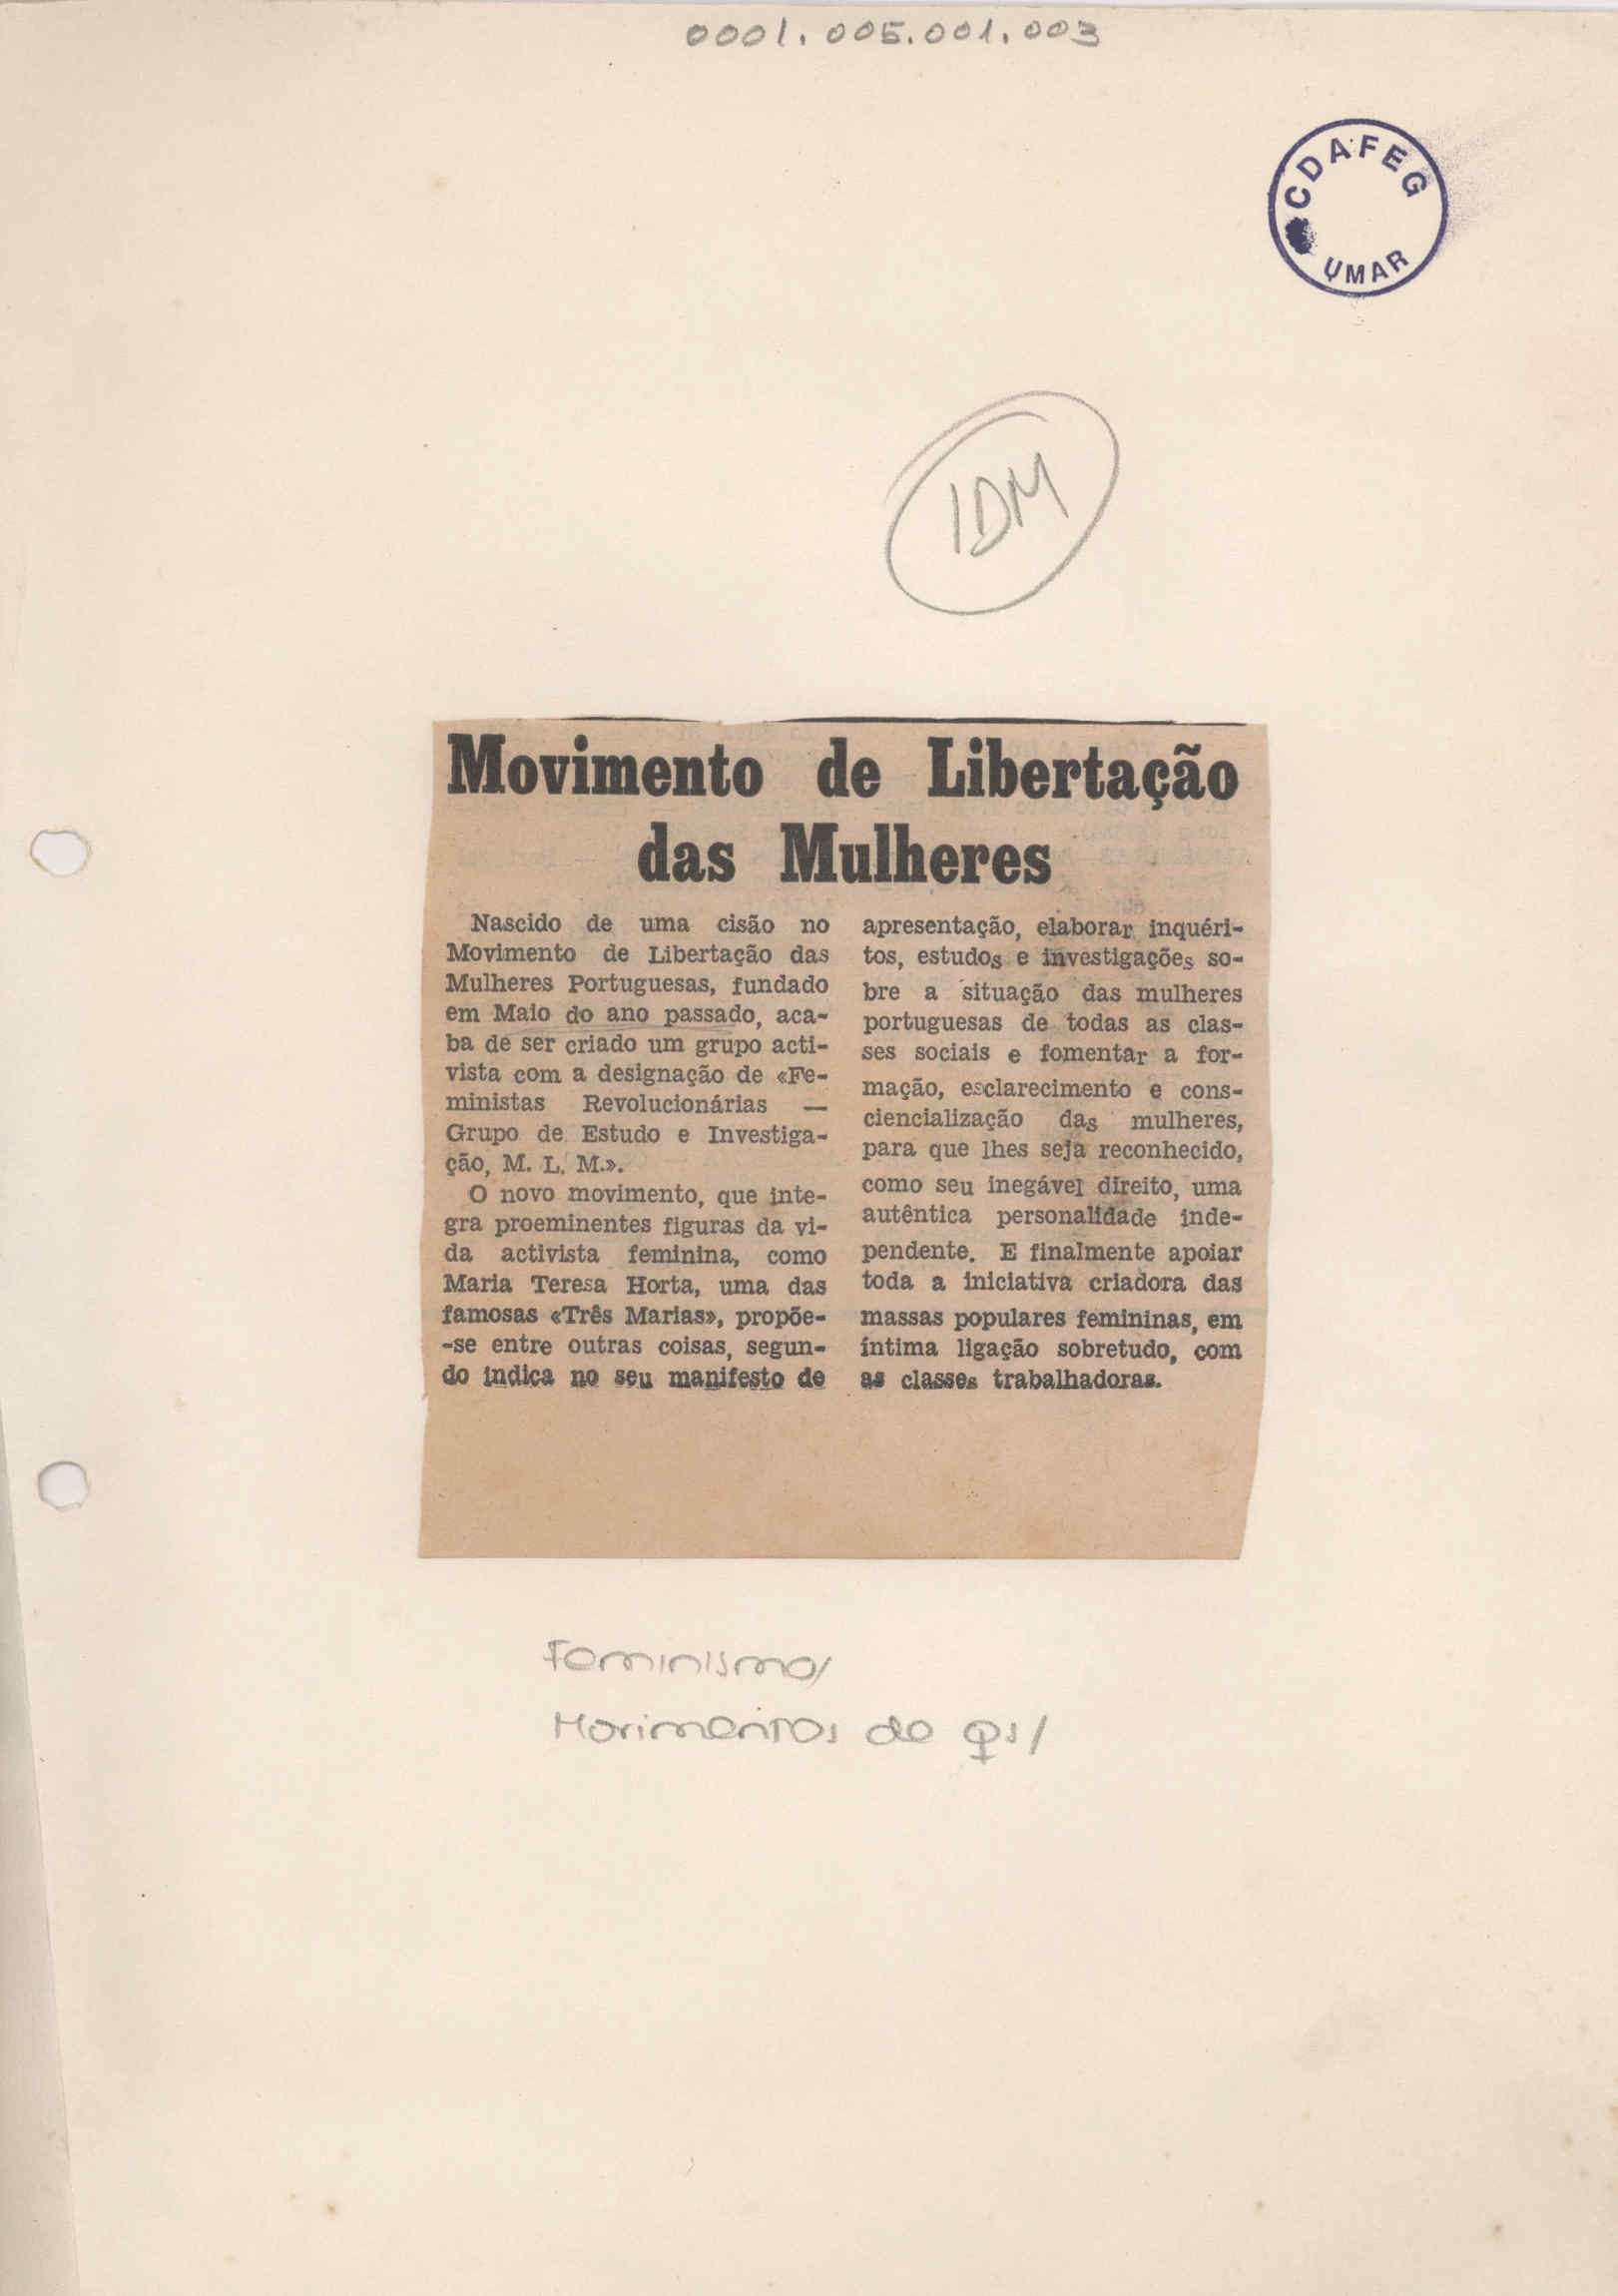 0001.005.001.003
CDAFEG
UMAR
IDM
Movimento de Libertação
das Mulheres
Nascido de uma cisão no
Movimento de Libertação das
Mulheres Portuguesas, fundado
em Maio do ano passado, aca-
ba de ser criado um grupo acti-
vista com a designação de «Fe-
ministas Revolucionárias —
Grupo de Estudo e Investiga-
ção, M. L. M.».
O novo movimento, que inte-
gra proeminentes figuras da vi-
da activista feminina, como
Maria Teresa Horta, uma das
famosas «Três Marias», propõe-
-se entre outras coisas, segun-
do indica no seu manifesto de
apresentação, elaborar inquéri-
tos, estudos e investigações so-
bre a situação das mulheres
portuguesas de todas as clas-
ses sociais e fomentar a for-
mação, esclarecimento e cons-
ciencialização das mulheres,
para que lhes seja reconhecido,
como seu inegável direito, uma
autêntica personalidade inde-
pendente. E finalmente apoiar
toda a iniciativa criadora das
massas populares femininas, em
íntima ligação sobretudo, com
as classes trabalhadoras.
Feminismo/
Movimentos de ♀s/